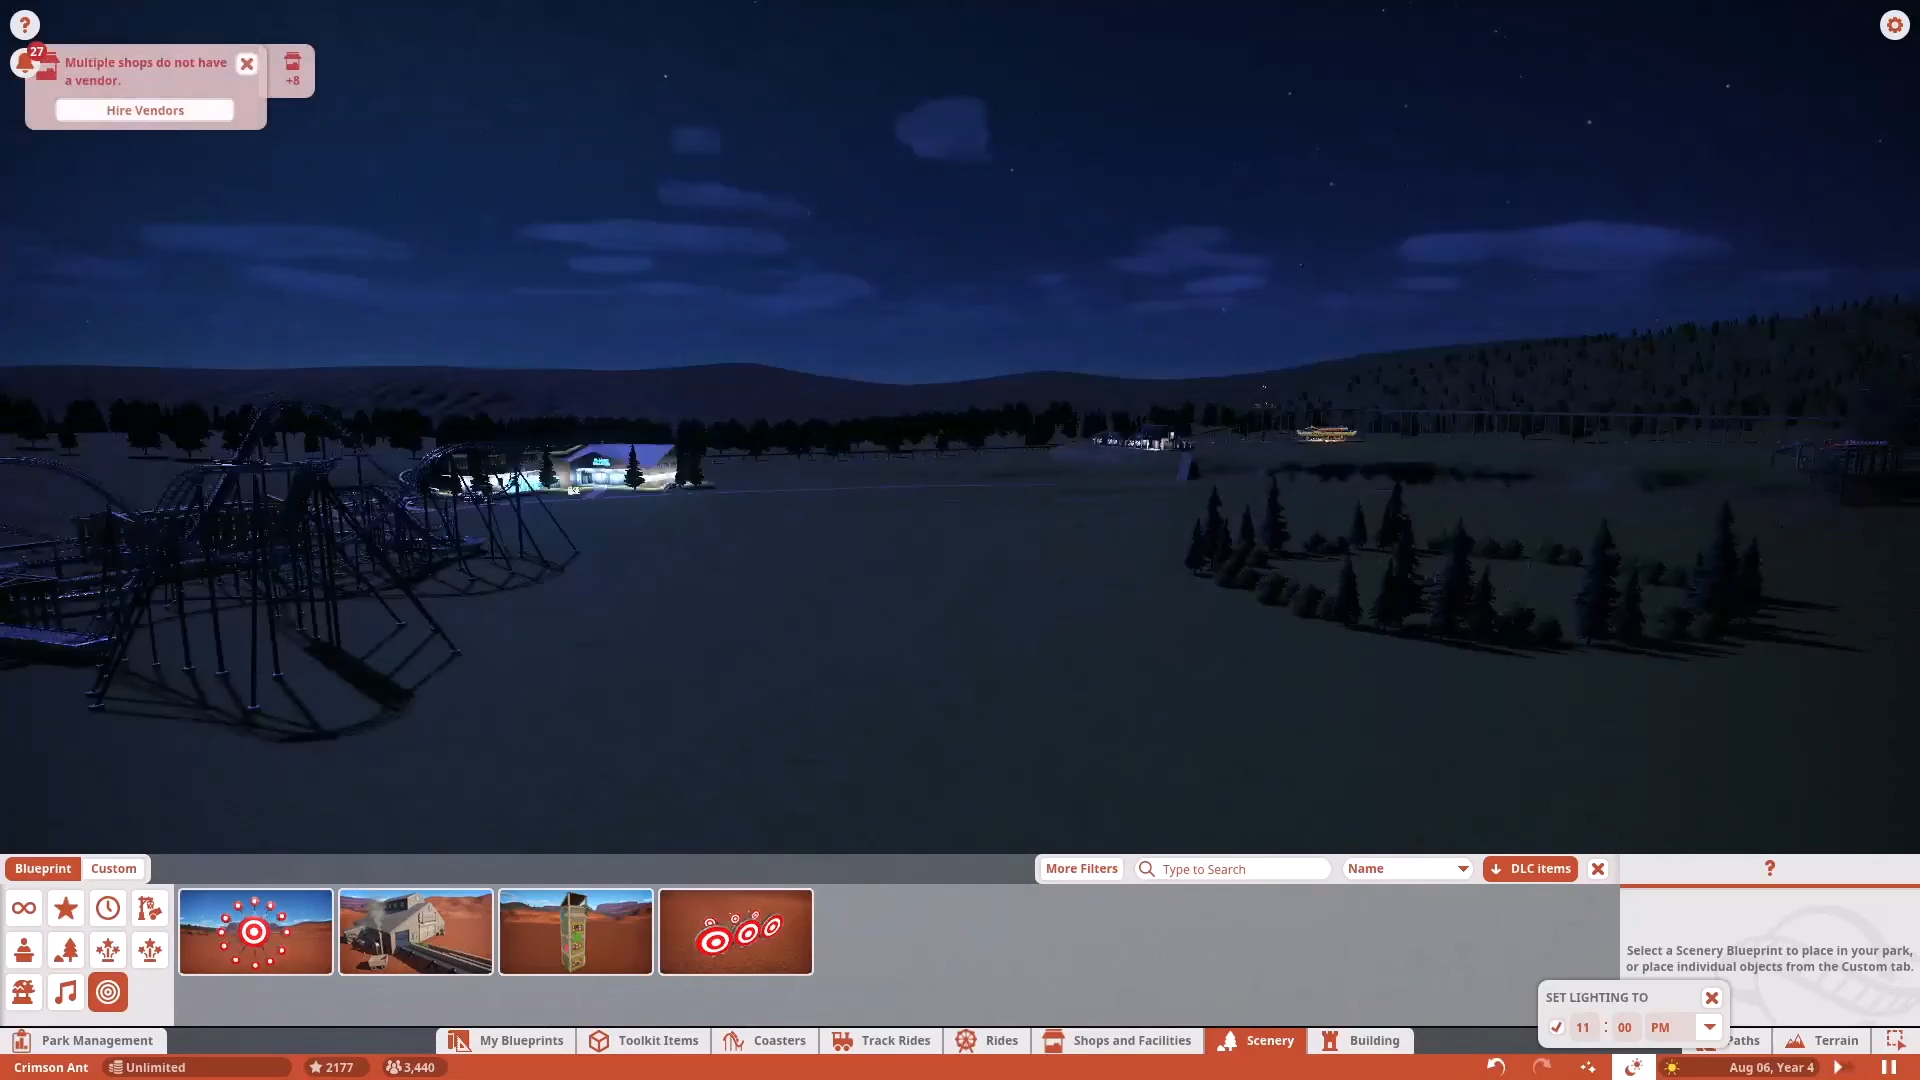 ?
27
Multiple shops do not have
a vendor.
+8
Hire Vendors
Blueprint
Custom
More Filters
Type to Search
Name
DLC items
?
Select a Scenery Blueprint to place in your park,
or place individual objects from the Custom tab.
SET LIGHTING TO
11 : 00 PM
Park Management
My Blueprints
Toolkit Items
Coasters
Track Rides
Rides
Shops and Facilities
Scenery
Building
Paths
Terrain
Crimson Ant
Unlimited
2177
3,440
Aug 06, Year 4